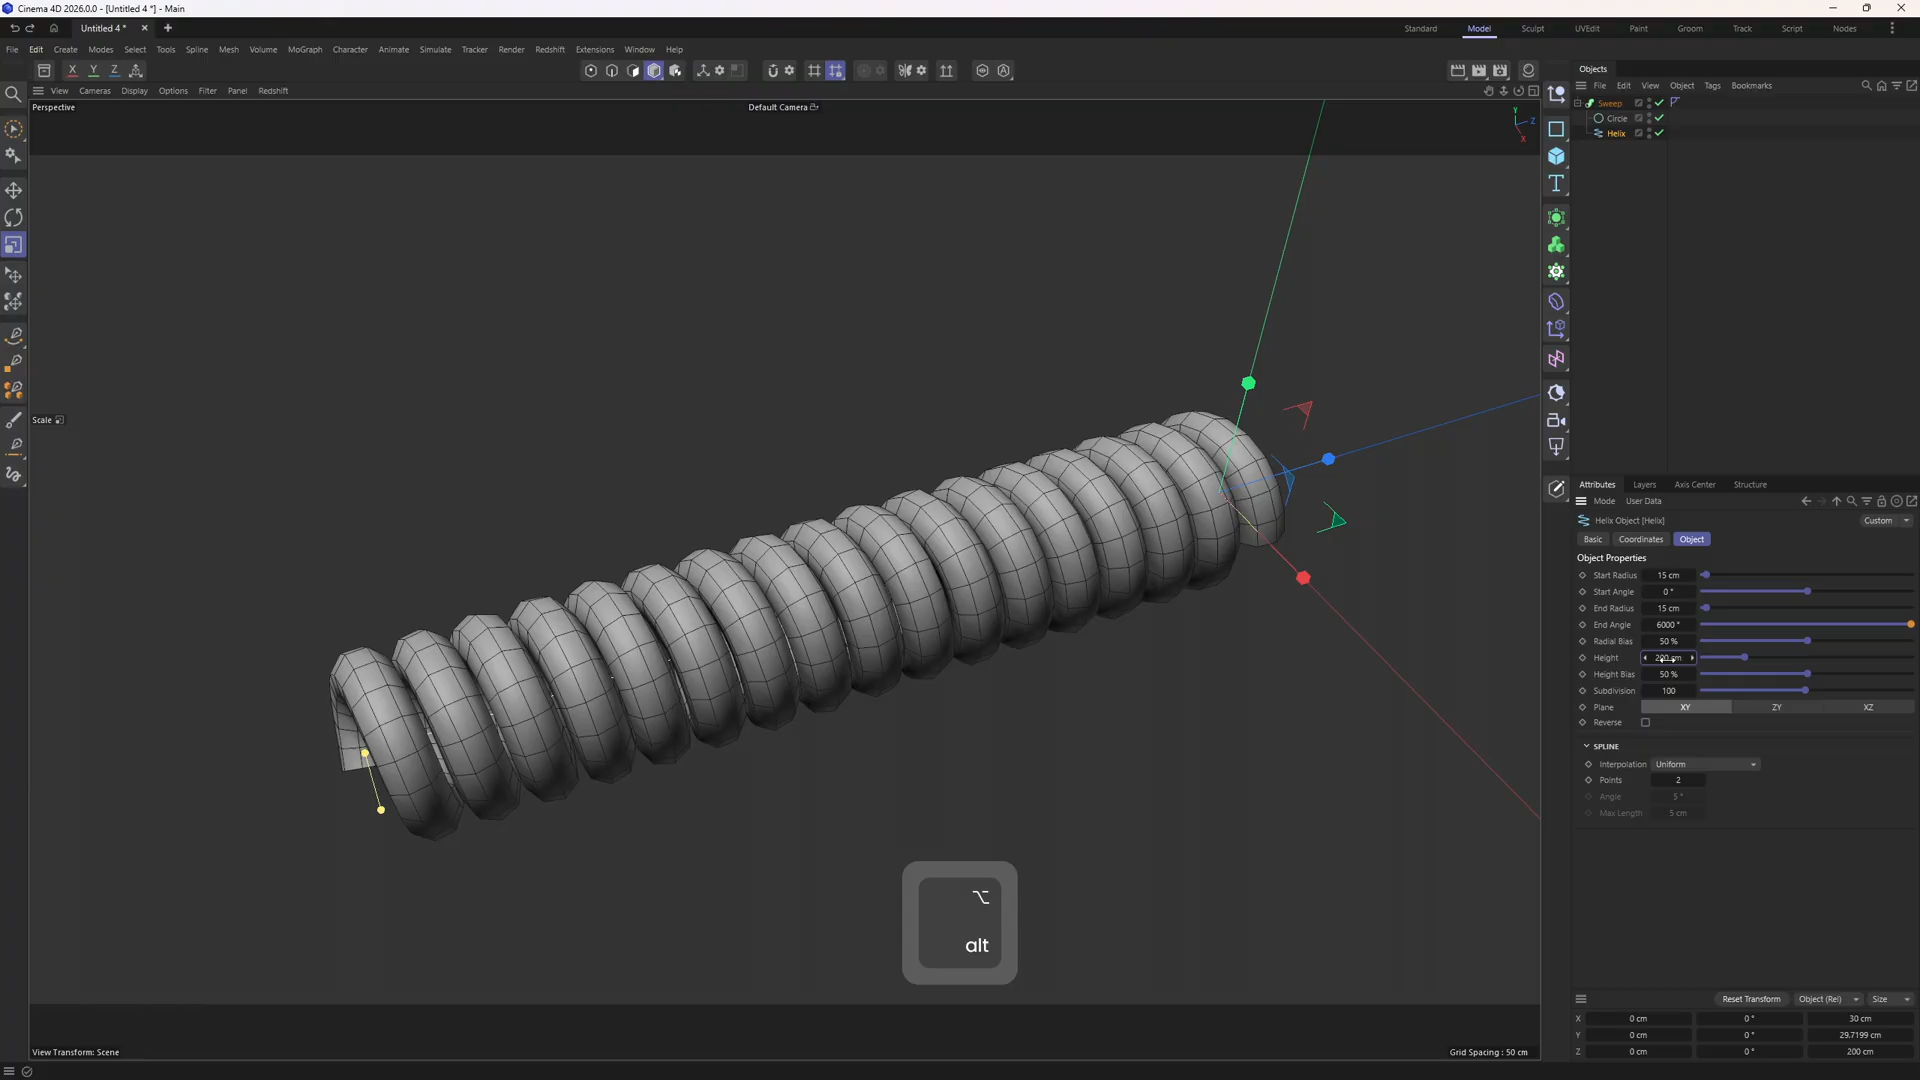 Cinema 4D 2026.0.0 - [Untitled 4 *] - Main
Untitled 4 *
Standard Model Sculpt UVEdit Paint Groom Track Script Nodes
File Edit Create Modes Select Tools Spline Mesh Volume MoGraph Character Animate Simulate Tracker Render Redshift Extensions Window Help
X Y Z
Objects
View Cameras Display Options Filter Panel Redshift
File Edit View Object Tags Bookmarks
Perspective
Default Camera
Sweep
Circle
Helix
Y
Z
X
Scale
Attributes Layers Axis Center Structure
Mode User Data
Helix Object [Helix]
Custom
Basic Coordinates Object
Object Properties
Start Radius 15 cm
Start Angle 0 °
End Radius 15 cm
End Angle 6000 °
Radial Bias 50 %
Height 200 cm
Height Bias 50 %
Subdivision 100
Plane XY ZY XZ
Reverse
SPLINE
Interpolation Uniform
Points 2
Angle 5 °
Max Length 5 cm
⌥
alt
Reset Transform Object (Rel) Size
X 0 cm 0 ° 30 cm
Y 0 cm 0 ° 29.7199 cm
Z 0 cm 0 ° 200 cm
View Transform: Scene
Grid Spacing : 50 cm